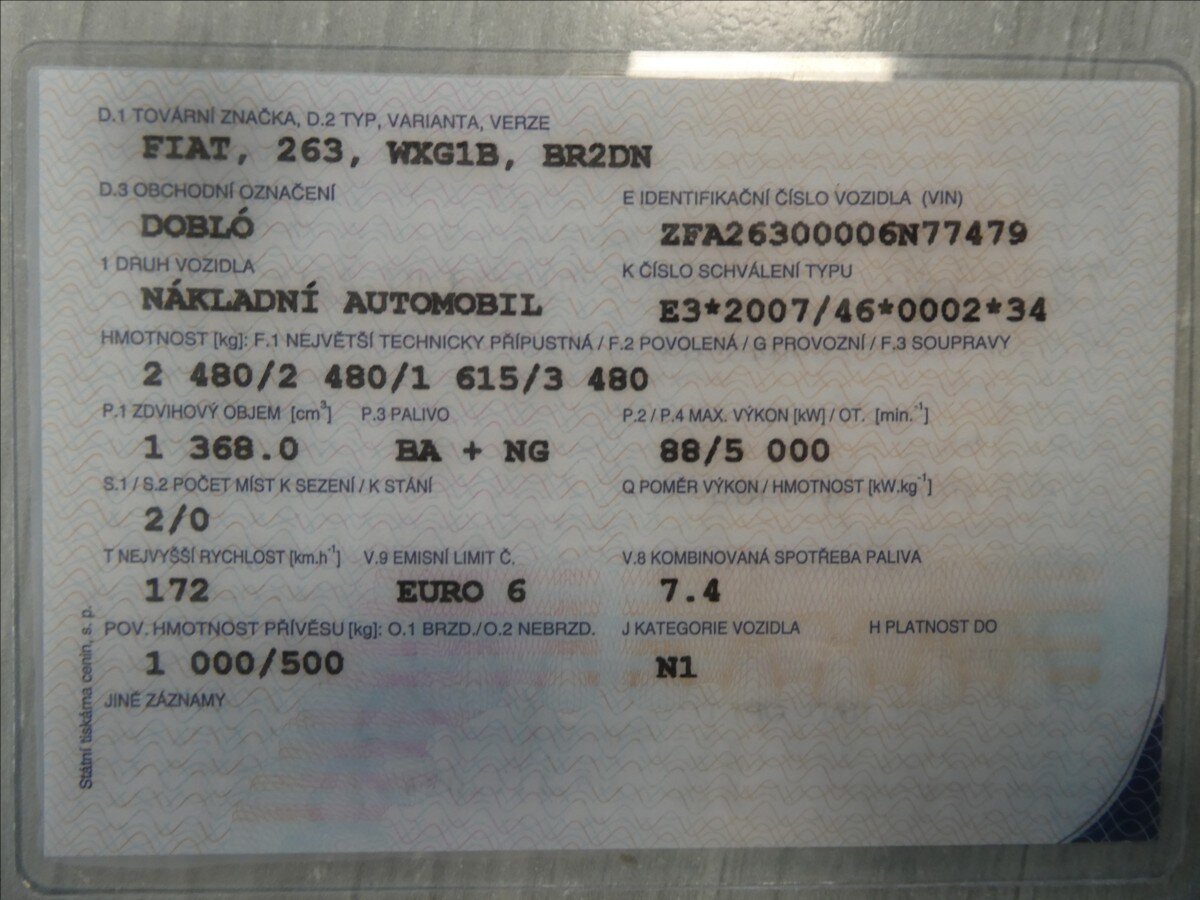 D.1 TOVÁRNÍ ZNAČKA, D.2 TYP, VARIANTA, VERZE
FIAT, 263, WXG1B, BR2DN
D.3 OBCHODNÍ OZNAČENÍ E IDENTIFIKAČNÍ ČÍSLO VOZIDLA (VIN)
DOBLÓ ZFA26300006N77479
1 DRUH VOZIDLA K ČÍSLO SCHVÁLENÍ TYPU
NÁKLADNÍ AUTOMOBIL E3*2007/46*0002*34
HMOTNOST [kg]: F.1 NEJVĚTŠÍ TECHNICKY PŘÍPUSTNÁ / F.2 POVOLENÁ / G PROVOZNÍ / F.3 SOUPRAVY
2 480/2 480/1 615/3 480
P.1 ZDVIHOVÝ OBJEM [cm³] P.3 PALIVO P.2 / P.4 MAX. VÝKON [kW] / OT. [min.⁻¹]
1 368.0 BA + NG 88/5 000
S.1 / S.2 POČET MÍST K SEZENÍ / K STÁNÍ Q POMĚR VÝKON / HMOTNOST [kW.kg⁻¹]
2/0
T NEJVYŠŠÍ RYCHLOST [km.h⁻¹] V.9 EMISNÍ LIMIT Č. V.8 KOMBINOVANÁ SPOTŘEBA PALIVA
172 EURO 6 7.4
POV. HMOTNOST PŘÍVĚSU [kg]: O.1 BRZD./O.2 NEBRZD. J KATEGORIE VOZIDLA H PLATNOST DO
1 000/500 N1
JINÉ ZÁZNAMY
Státní tiskárna cenin, s. p.